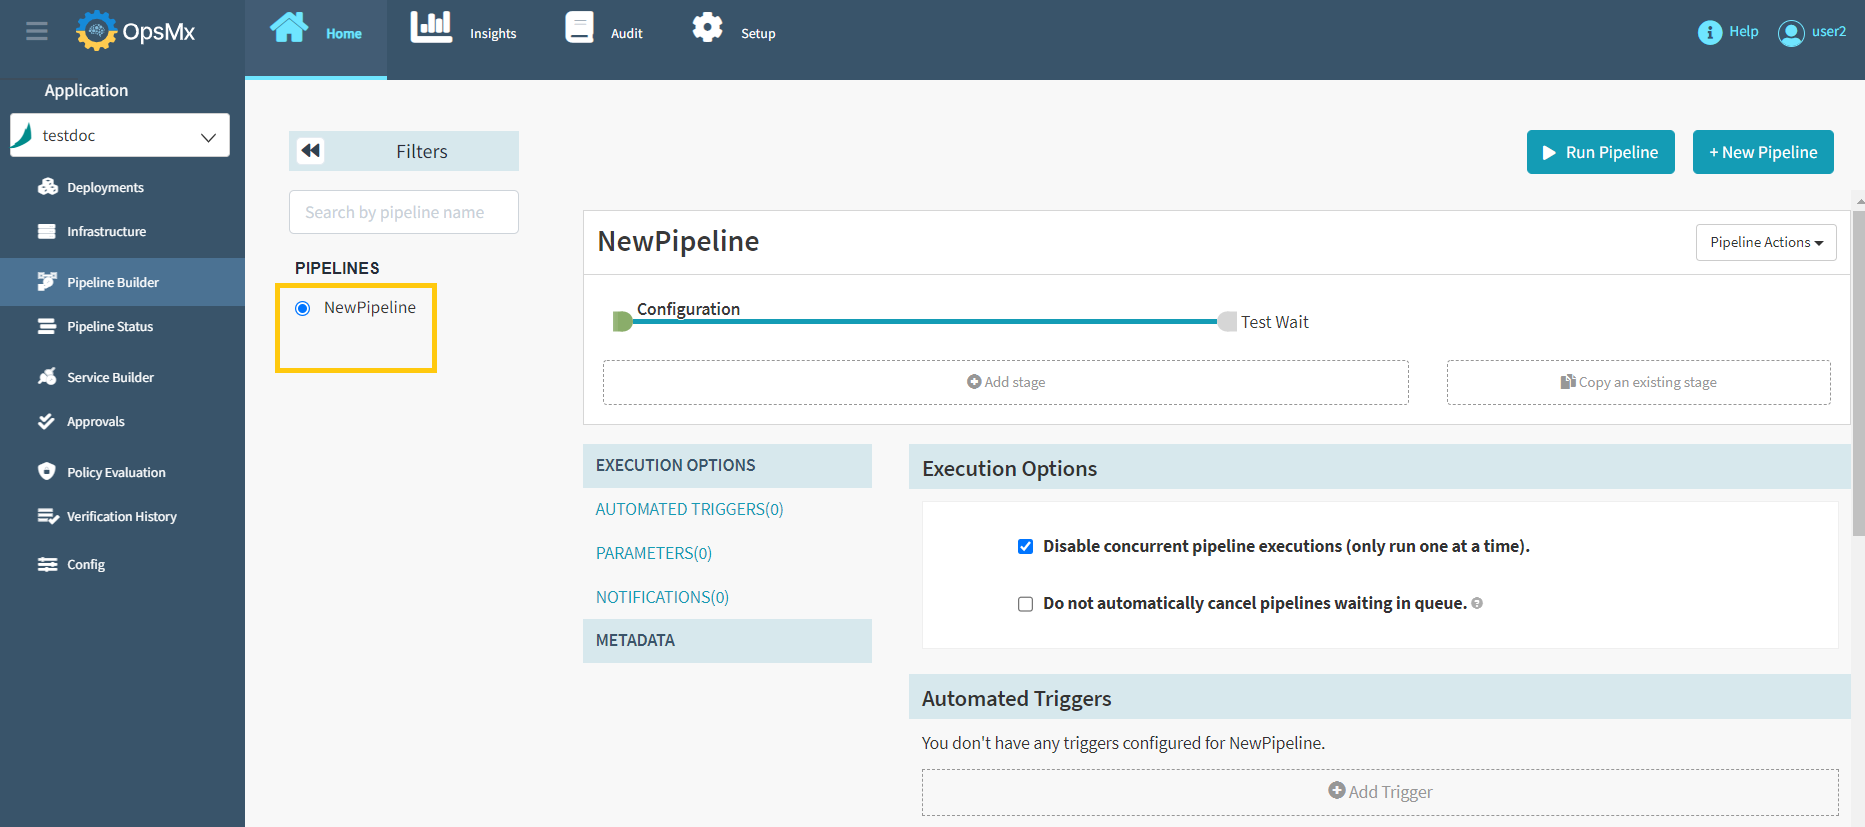 OpsMx
Home
Insights
Audit
Setup
Help
user2
Application
testdoc
Deployments
Infrastructure
Pipeline Builder
Pipeline Status
Service Builder
Approvals
Policy Evaluation
Verification History
Config
Filters
Search by pipeline name
PIPELINES
NewPipeline
Run Pipeline
+ New Pipeline
NewPipeline
Pipeline Actions
Configuration
Test Wait
Add stage
Copy an existing stage
EXECUTION OPTIONS
AUTOMATED TRIGGERS(0)
PARAMETERS(0)
NOTIFICATIONS(0)
METADATA
Execution Options
Disable concurrent pipeline executions (only run one at a time).
Do not automatically cancel pipelines waiting in queue.
Automated Triggers
You don't have any triggers configured for NewPipeline.
Add Trigger